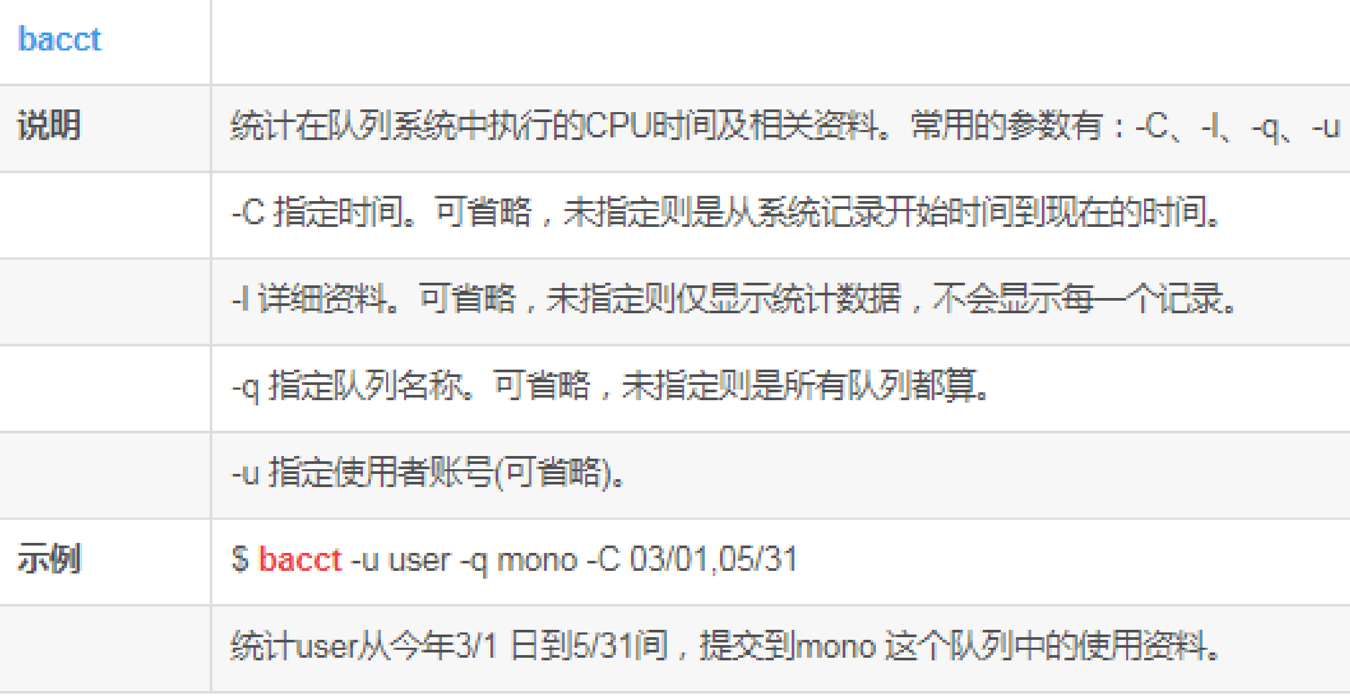 bacct
说明 统计在队列系统中执行的CPU时间及相关资料。常用的参数有：-C、-l、-q、-u
-C 指定时间。可省略，未指定则是从系统记录开始时间到现在的时间。
-l 详细资料。可省略，未指定则仅显示统计数据，不会显示每一个记录。
-q 指定队列名称。可省略，未指定则是所有队列都算。
-u 指定使用者账号(可省略)。
示例 $ bacct -u user -q mono -C 03/01,05/31
统计user从今年3/1 日到5/31间，提交到mono 这个队列中的使用资料。